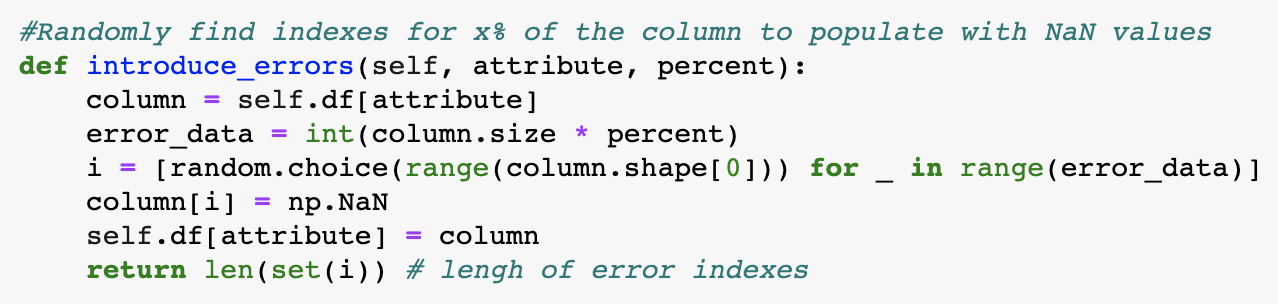 #Randomly find indexes for x% of the column to populate with NaN values
def introduce_errors(self, attribute, percent):
    column = self.df[attribute]
    error_data = int(column.size * percent)
    i = [random.choice(range(column.shape[0])) for _ in range(error_data)]
    column[i] = np.NaN
    self.df[attribute] = column
    return len(set(i)) # lengh of error indexes